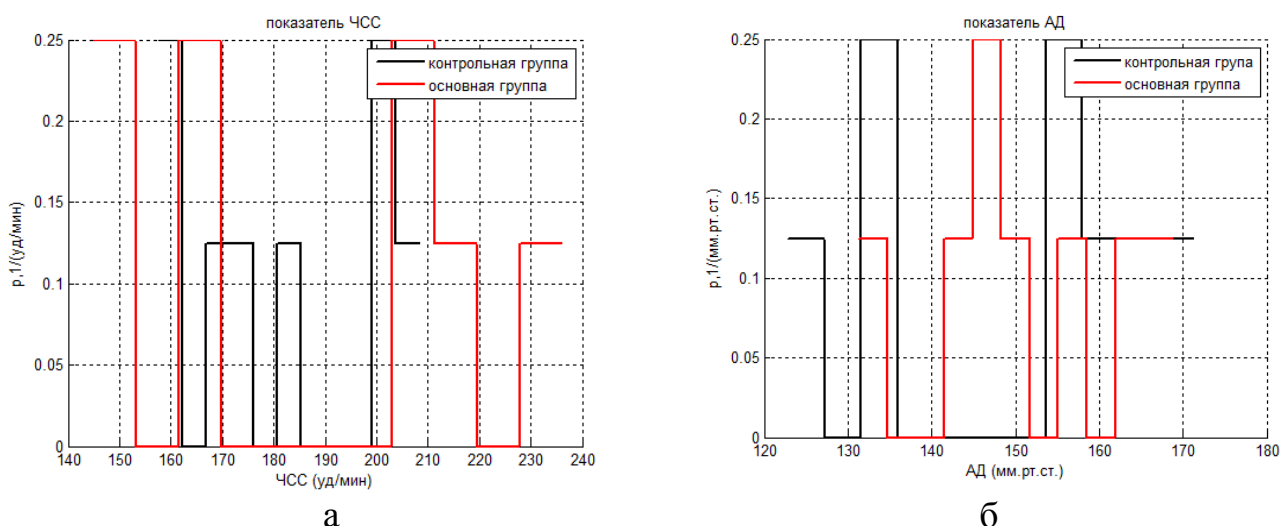 показатель ЧСС
0.25
0.2
0.15
0.1
0.05
0
р,1/(уд/мин)
контрольная группа
основная группа
140 150 160 170 180 190 200 210 220 230 240
ЧСС (уд/мин)
а
показатель АД
0.25
0.2
0.15
0.1
0.05
0
р,1/(мм.рт.ст.)
контрольная група
основная группа
120 130 140 150 160 170 180
АД (мм.рт.ст.)
б